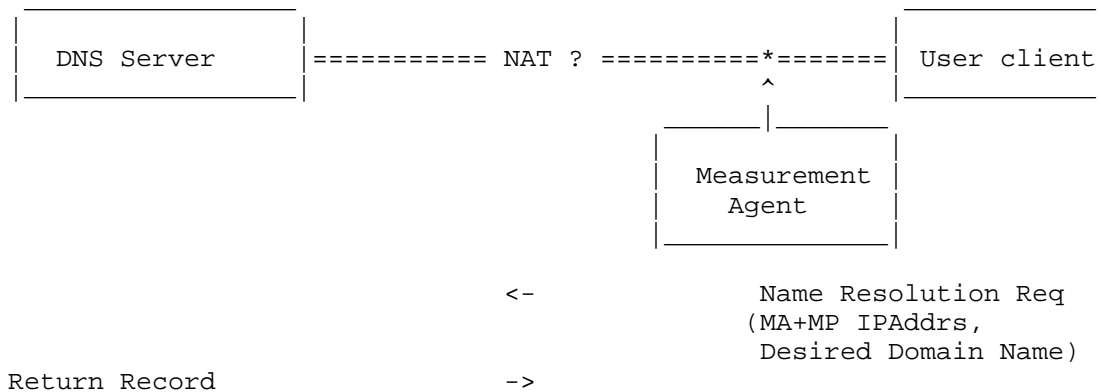 DNS Server =========== NAT ? ==========*======= User client
^
Measurement
Agent
<- Name Resolution Req
(MA+MP IPAddrs,
Desired Domain Name)
Return Record ->